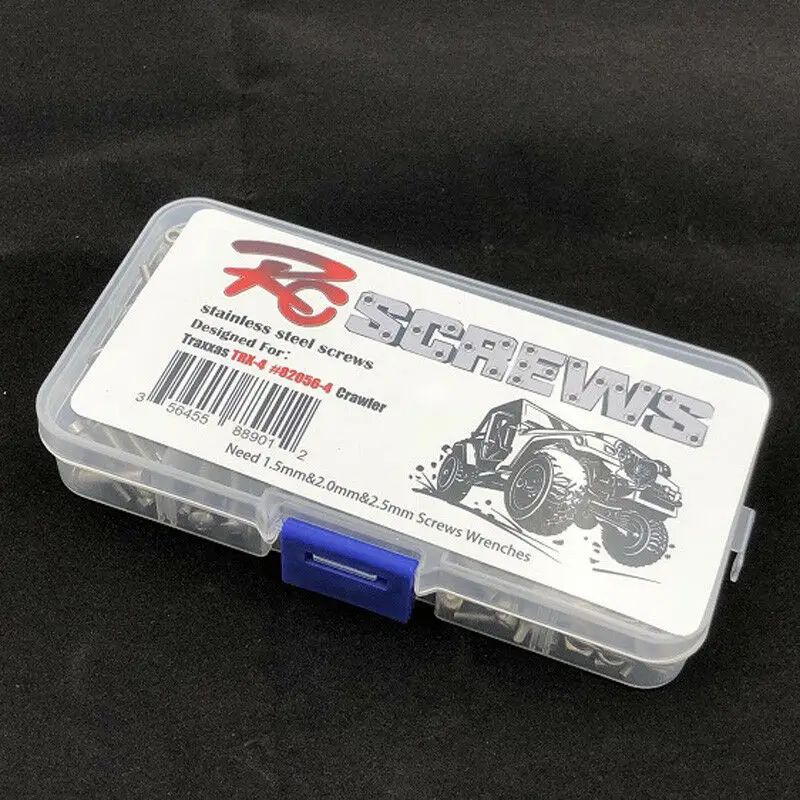 RC SCREWS
stainless steel screws
Designed For:
Traxxas TRX-4 #82056-4 Crawler
3 56455 88901 2
Need 1.5mm&2.0mm&2.5mm Screws Wrenches